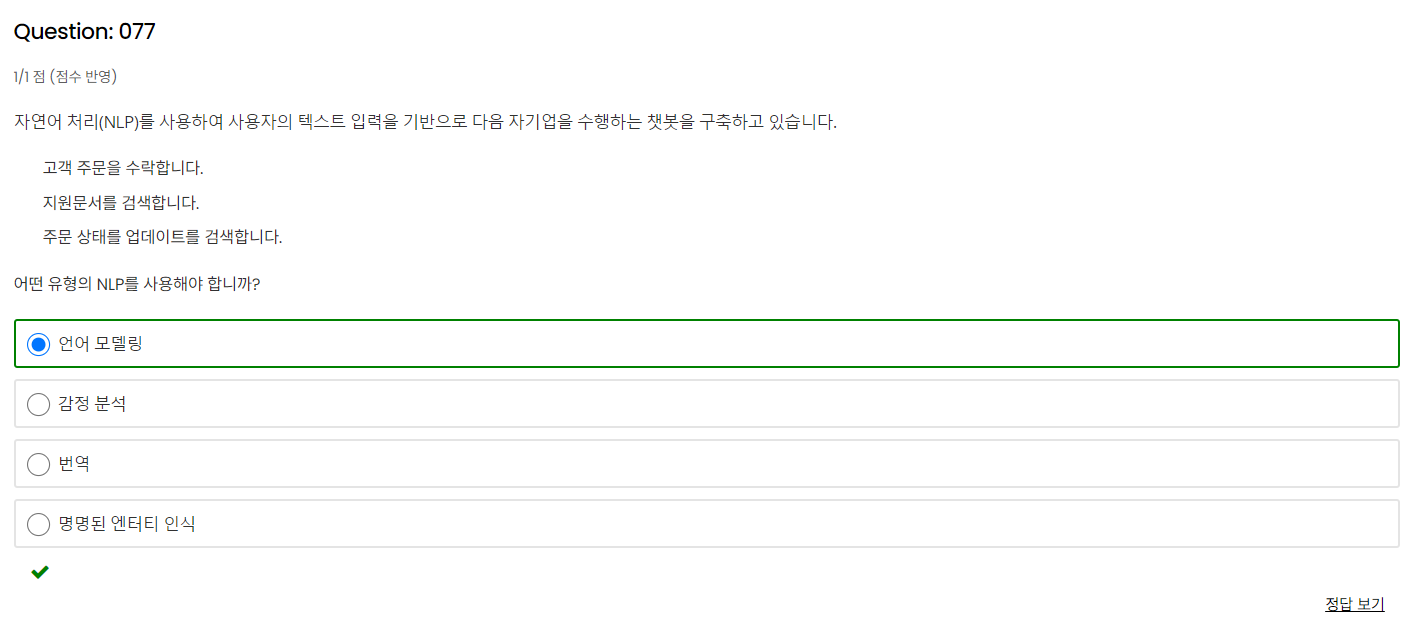 Question: 077
1/1 점 (점수 반영)
자연어 처리(NLP)를 사용하여 사용자의 텍스트 입력을 기반으로 다음 자기업을 수행하는 챗봇을 구축하고 있습니다.
고객 주문을 수락합니다.
지원문서를 검색합니다.
주문 상태를 업데이트를 검색합니다.
어떤 유형의 NLP를 사용해야 합니까?
언어 모델링
감정 분석
번역
명명된 엔터티 인식
정답 보기